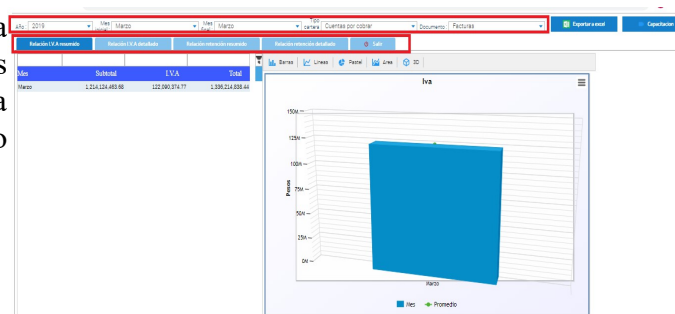 a
s
a
o
Año 2019 Mes inicial Marzo Mes final Marzo Tipo cartera Cuentas por cobrar Documento Facturas Exportar a excel Capacitacion
Relación I.V.A resumido Relación I.V.A detallado Relación retención resumido Relación retención detallado Salir
Barras Lineas Pastel Area 3D
Mes Subtotal I.V.A Total
Marzo 1,214,124,463.68 122,090,374.77 1,336,214,838.44
Iva
150M
125M
100M
75M
50M
25M
0M
Pesos
Marzo
Mes Promedio